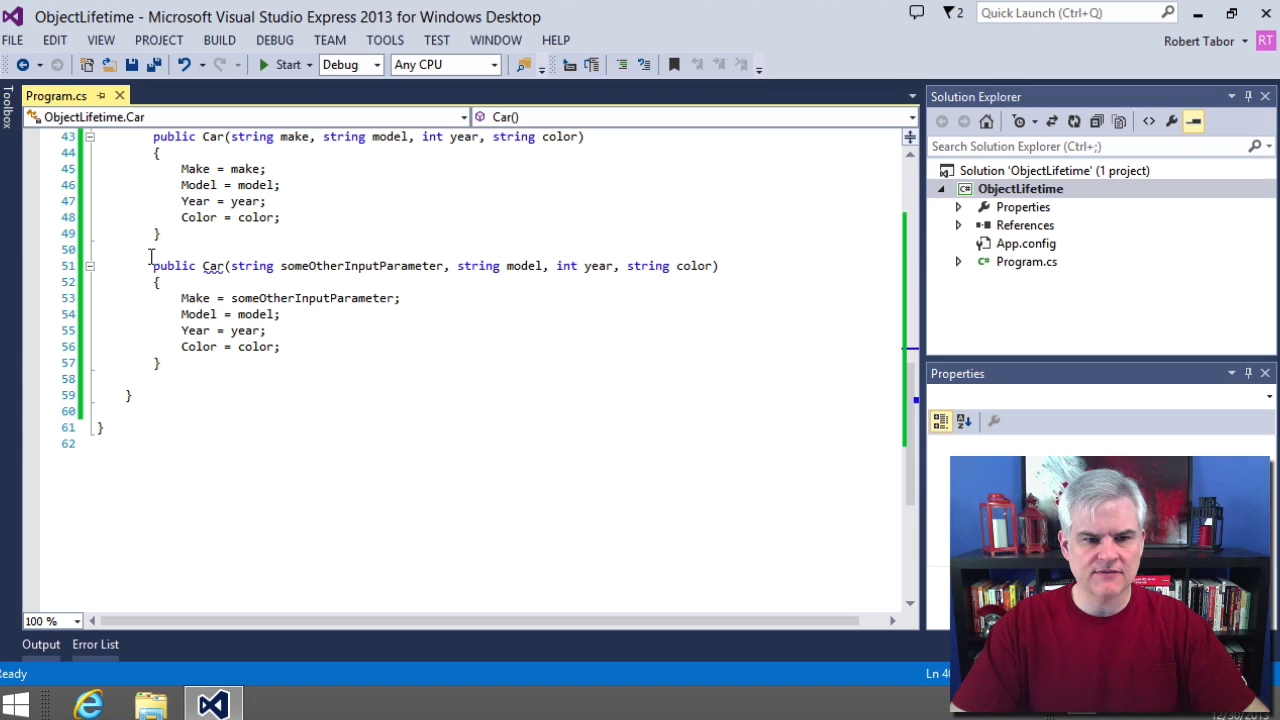 ObjectLifetime - Microsoft Visual Studio Express 2013 for Windows Desktop
2
Quick Launch (Ctrl+Q)
FILE EDIT VIEW PROJECT BUILD DEBUG TEAM TOOLS TEST WINDOW HELP
Robert Tabor RT
Start Debug Any CPU
Toolbox
Program.cs
ObjectLifetime.Car Car()
43 public Car(string make, string model, int year, string color)
44 {
45 Make = make;
46 Model = model;
47 Year = year;
48 Color = color;
49 }
50
51 public Car(string someOtherInputParameter, string model, int year, string color)
52 {
53 Make = someOtherInputParameter;
54 Model = model;
55 Year = year;
56 Color = color;
57 }
58
59 }
60
61 }
62
100 %
Solution Explorer
Search Solution Explorer (Ctrl+;)
Solution 'ObjectLifetime' (1 project)
C# ObjectLifetime
Properties
References
App.config
C# Program.cs
Properties
Output Error List
Ready